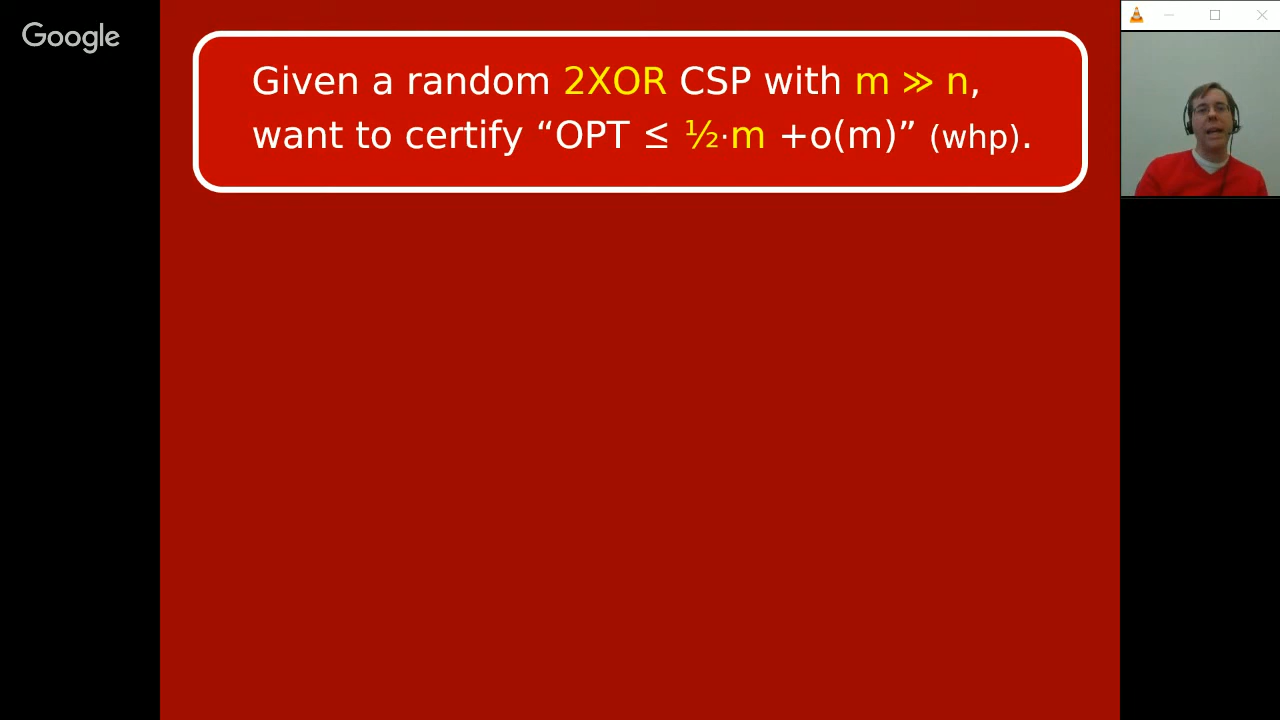 Google
Given a random 2XOR CSP with m ≫ n,
want to certify “OPT ≤ ½·m +o(m)” (whp).